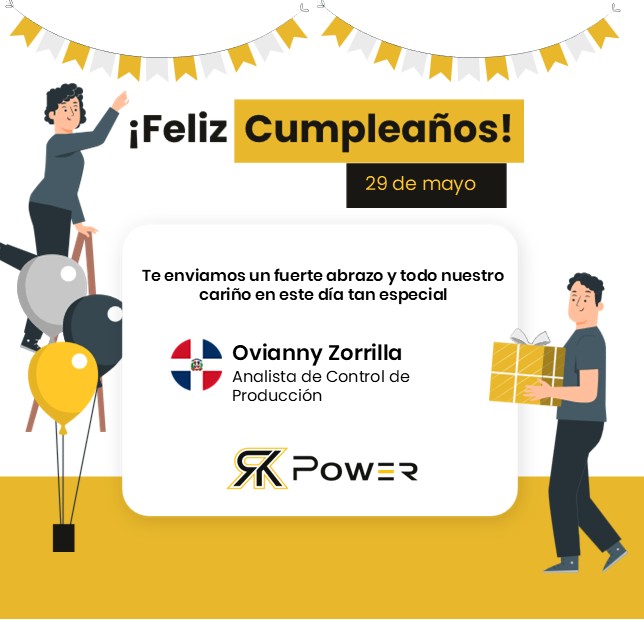 ¡Feliz Cumpleaños!
29 de mayo
Te enviamos un fuerte abrazo y todo nuestro
cariño en este día tan especial
Ovianny Zorrilla
Analista de Control de
Producción
RK Power